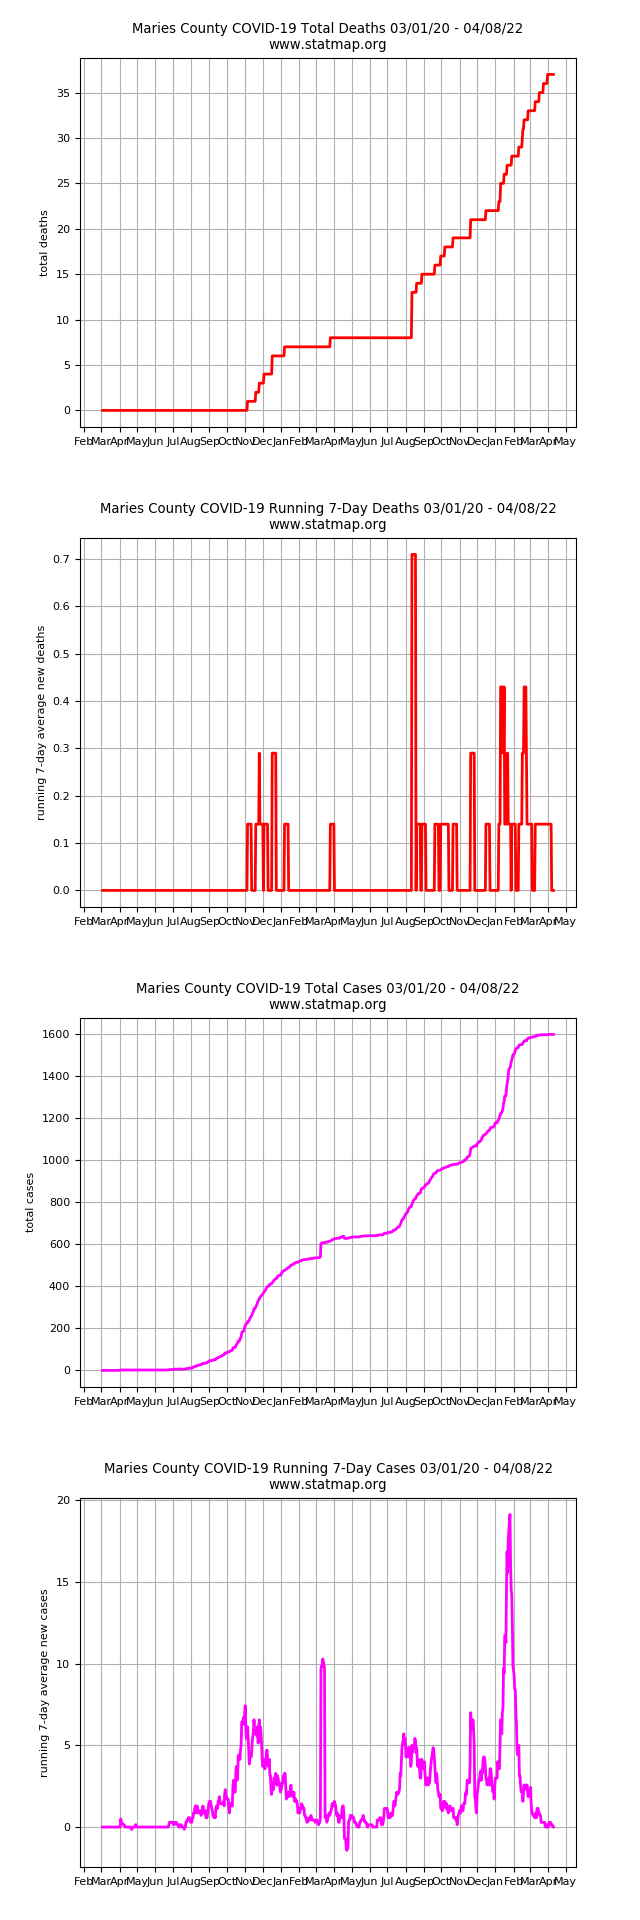 Maries County COVID-19 Total Deaths 03/01/20 - 04/08/22
www.statmap.org
total deaths
35
30
25
20
15
10
5
0
Feb Mar Apr May Jun Jul Aug Sep Oct Nov Dec Jan Feb Mar Apr May Jun Jul Aug Sep Oct Nov Dec Jan Feb Mar Apr May
Maries County COVID-19 Running 7-Day Deaths 03/01/20 - 04/08/22
www.statmap.org
running 7-day average new deaths
0.7
0.6
0.5
0.4
0.3
0.2
0.1
0.0
Feb Mar Apr May Jun Jul Aug Sep Oct Nov Dec Jan Feb Mar Apr May Jun Jul Aug Sep Oct Nov Dec Jan Feb Mar Apr May
Maries County COVID-19 Total Cases 03/01/20 - 04/08/22
www.statmap.org
total cases
1600
1400
1200
1000
800
600
400
200
0
Feb Mar Apr May Jun Jul Aug Sep Oct Nov Dec Jan Feb Mar Apr May Jun Jul Aug Sep Oct Nov Dec Jan Feb Mar Apr May
Maries County COVID-19 Running 7-Day Cases 03/01/20 - 04/08/22
www.statmap.org
running 7-day average new cases
20
15
10
5
0
Feb Mar Apr May Jun Jul Aug Sep Oct Nov Dec Jan Feb Mar Apr May Jun Jul Aug Sep Oct Nov Dec Jan Feb Mar Apr May